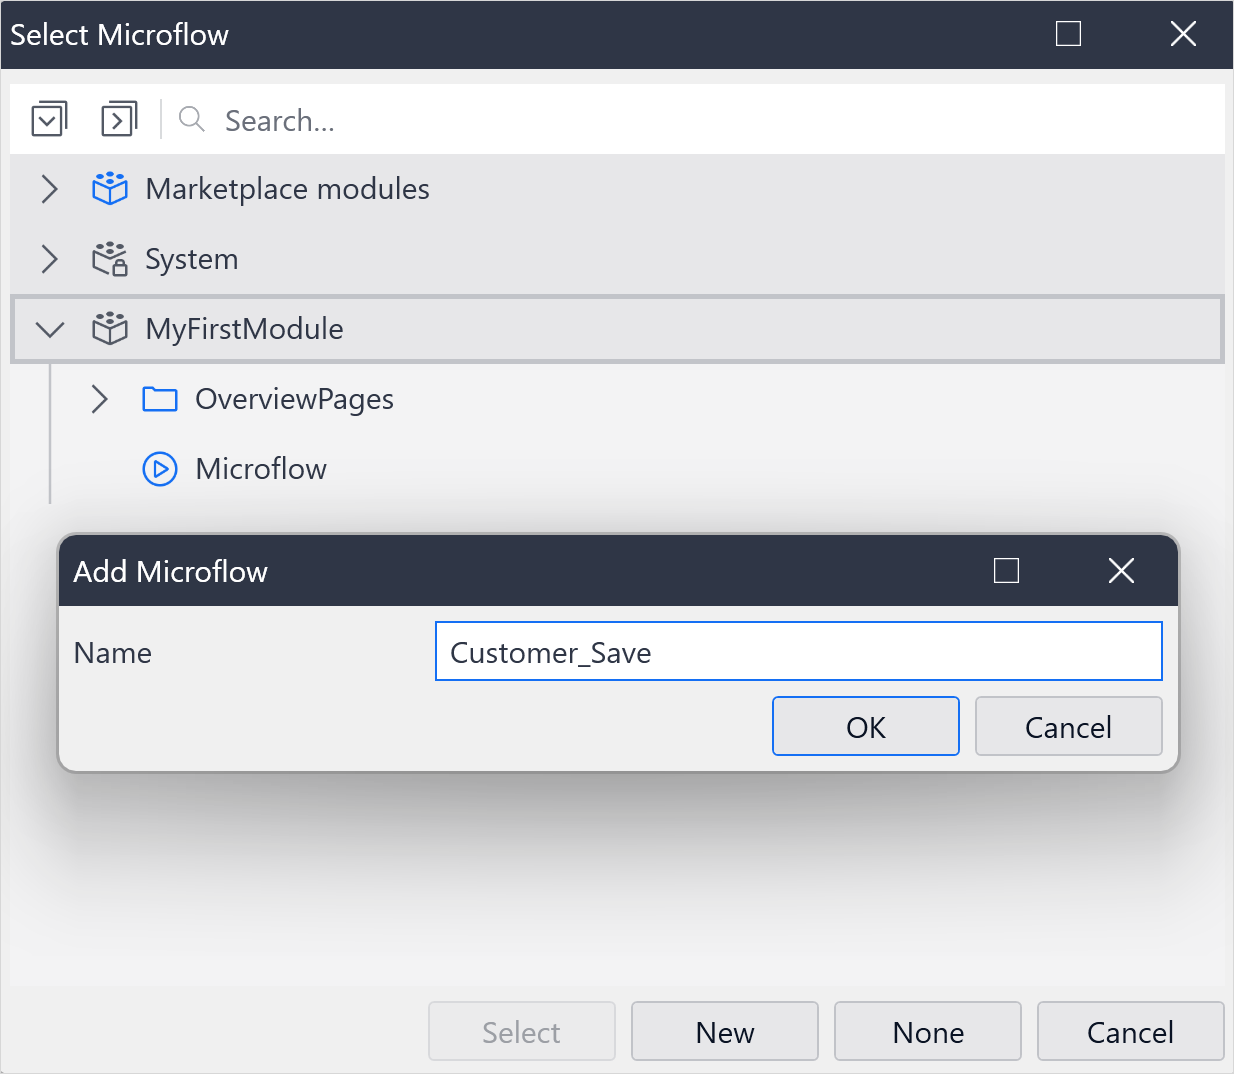 Select Microflow
Search...
Marketplace modules
System
MyFirstModule
OverviewPages
Microflow
Add Microflow
Name Customer_Save
OK Cancel
Select New None Cancel